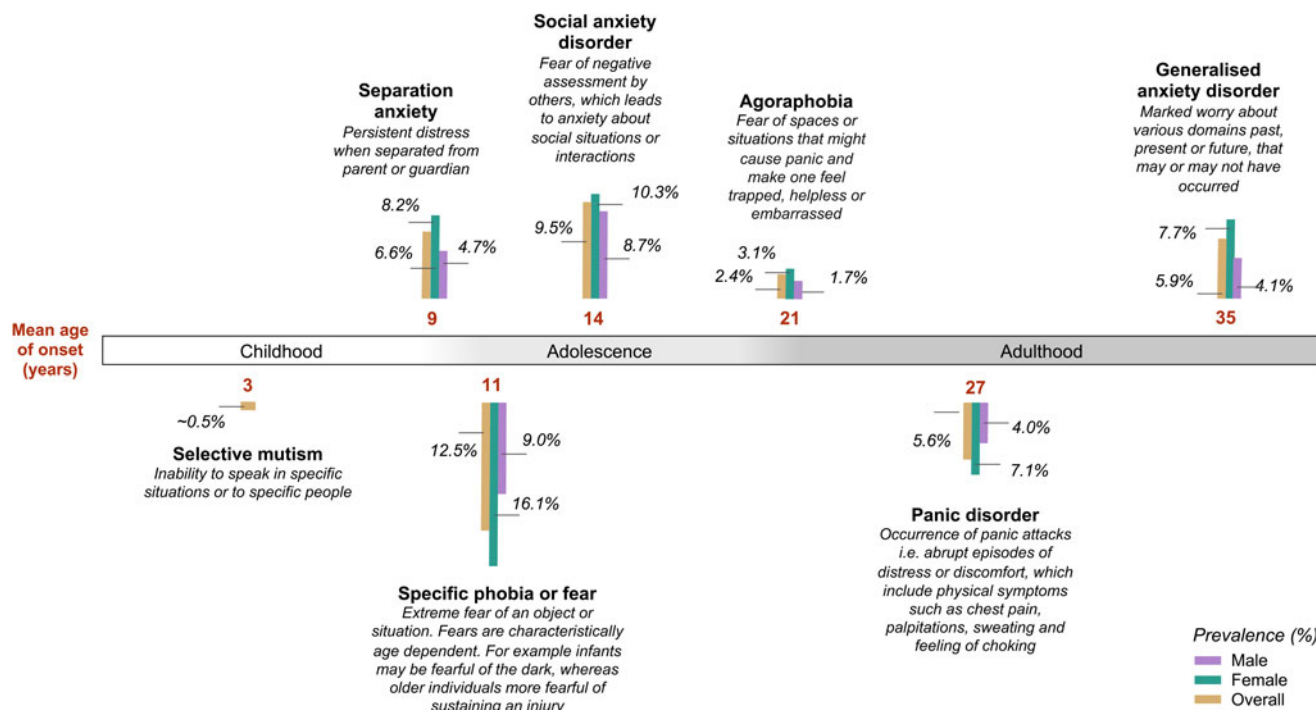 Social anxiety
disorder
Fear of negative
assessment by
others, which leads
to anxiety about
social situations or
interactions
Separation
anxiety
Persistent distress
when separated from
parent or guardian
Agoraphobia
Fear of spaces or
situations that might
cause panic and
make one feel
trapped, helpless or
embarrassed
Generalised
anxiety disorder
Marked worry about
various domains past,
present or future, that
may or may not have
occurred
8.2%
6.6%
4.7%
9
10.3%
9.5%
8.7%
14
3.1%
2.4%
1.7%
21
7.7%
5.9%
4.1%
35
Mean age
of onset
(years)
Childhood
Adolescence
Adulthood
3
~0.5%
Selective mutism
Inability to speak in specific
situations or to specific people
11
12.5%
9.0%
16.1%
Specific phobia or fear
Extreme fear of an object or
situation. Fears are characteristically
age dependent. For example infants
may be fearful of the dark, whereas
older individuals more fearful of
sustaining an injury
27
5.6%
4.0%
7.1%
Panic disorder
Occurrence of panic attacks
i.e. abrupt episodes of
distress or discomfort, which
include physical symptoms
such as chest pain,
palpitations, sweating and
feeling of choking
Prevalence (%)
Male
Female
Overall